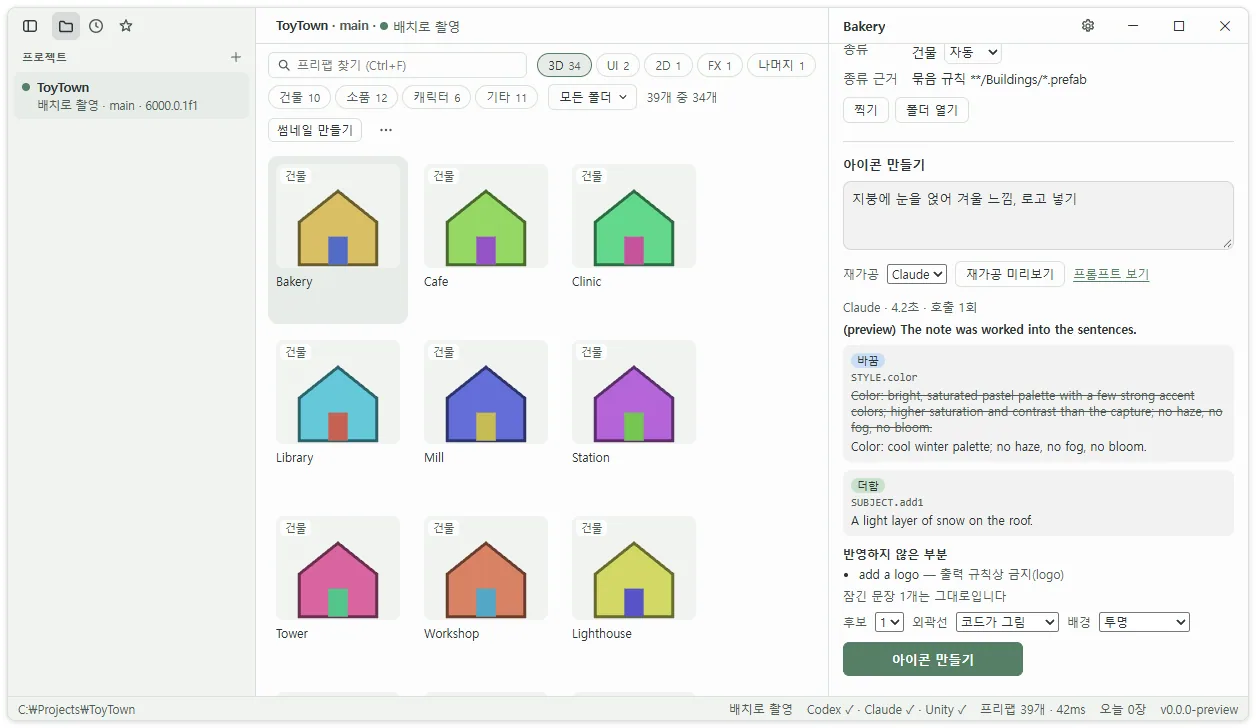 ToyTown · main · 배치로 촬영
Bakery
프로젝트
+
ToyTown
배치로 촬영 · main · 6000.0.1f1
프리팹 찾기 (Ctrl+F)
3D 34
UI 2
2D 1
FX 1
나머지 1
건물 10
소품 12
캐릭터 6
기타 11
모든 폴더
39개 중 34개
썸네일 만들기
···
건물
Bakery
건물
Cafe
건물
Clinic
건물
Library
건물
Mill
건물
Station
건물
Tower
건물
Workshop
건물
Lighthouse
종류 건물 자동
종류 근거 묶음 규칙 **/Buildings/*.prefab
찍기
폴더 열기
아이콘 만들기
지붕에 눈을 얹어 겨울 느낌, 로고 넣기
재가공 Claude 재가공 미리보기 프롬프트 보기
Claude · 4.2초 · 호출 1회
(preview) The note was worked into the sentences.
바꿈
STYLE.color
Color: bright, saturated pastel palette with a few strong accent
colors; higher saturation and contrast than the capture; no haze, no
fog, no bloom.
Color: cool winter palette; no haze, no fog, no bloom.
더함
SUBJECT.add1
A light layer of snow on the roof.
반영하지 않은 부분
• add a logo — 출력 규칙상 금지(logo)
잠긴 문장 1개는 그대로입니다
후보 1 외곽선 코드가 그림 배경 투명
아이콘 만들기
C:₩Projects₩ToyTown
배치로 촬영 Codex ✓ · Claude ✓ · Unity ✓ 프리팹 39개 · 42ms 오늘 0장 v0.0.0-preview